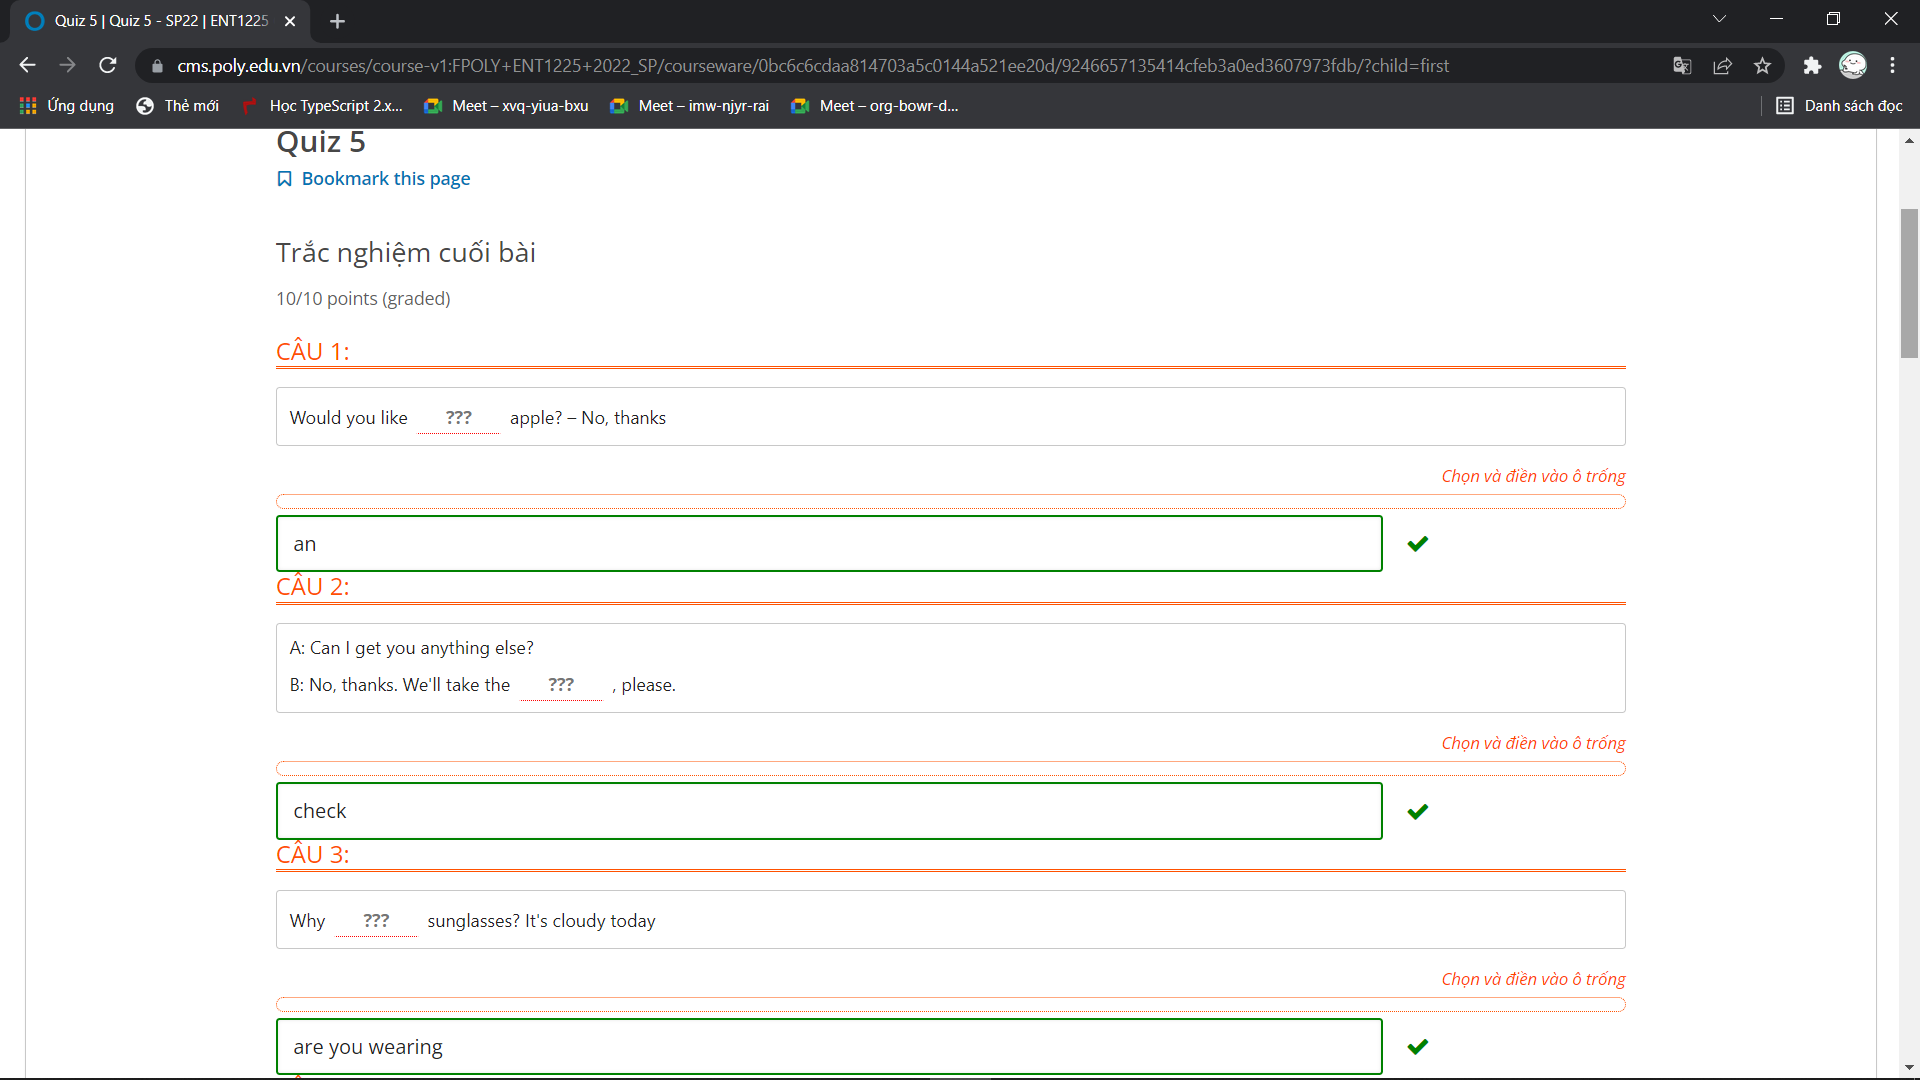 Quiz 5 | Quiz 5 - SP22 | ENT1225
cms.poly.edu.vn/courses/course-v1:FPOLY+ENT1225+2022_SP/courseware/0bc6c6cdaa814703a5c0144a521ee20d/9246657135414cfeb3a0ed3607973fdb/?child=first
Ứng dụng Thẻ mới Học TypeScript 2.x... Meet – xvq-yiua-bxu Meet – imw-njyr-rai Meet – org-bowr-d... Danh sách đọc
Quiz 5
Bookmark this page
Trắc nghiệm cuối bài
10/10 points (graded)
CÂU 1:
Would you like ??? apple? – No, thanks
Chọn và điền vào ô trống
an
CÂU 2:
A: Can I get you anything else?
B: No, thanks. We'll take the ??? , please.
Chọn và điền vào ô trống
check
CÂU 3:
Why ??? sunglasses? It's cloudy today
Chọn và điền vào ô trống
are you wearing